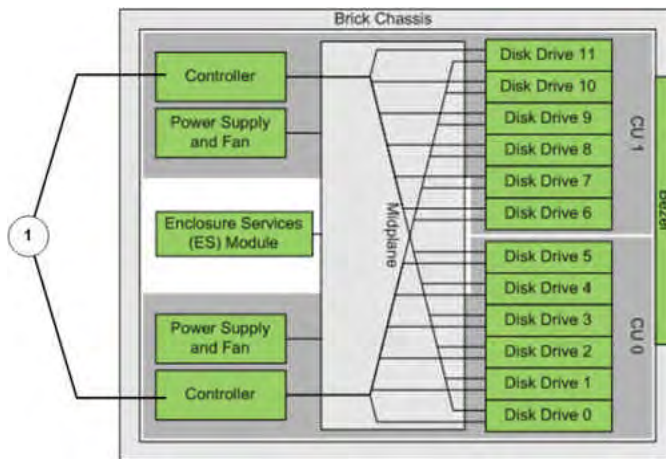 Brick Chassis
Controller
Power Supply
and Fan
Enclosure Services
(ES) Module
Power Supply
and Fan
Controller
1
Midplane
Disk Drive 11
Disk Drive 10
Disk Drive 9
Disk Drive 8
Disk Drive 7
Disk Drive 6
CU 1
Disk Drive 5
Disk Drive 4
Disk Drive 3
Disk Drive 2
Disk Drive 1
Disk Drive 0
CU 0
Bezel